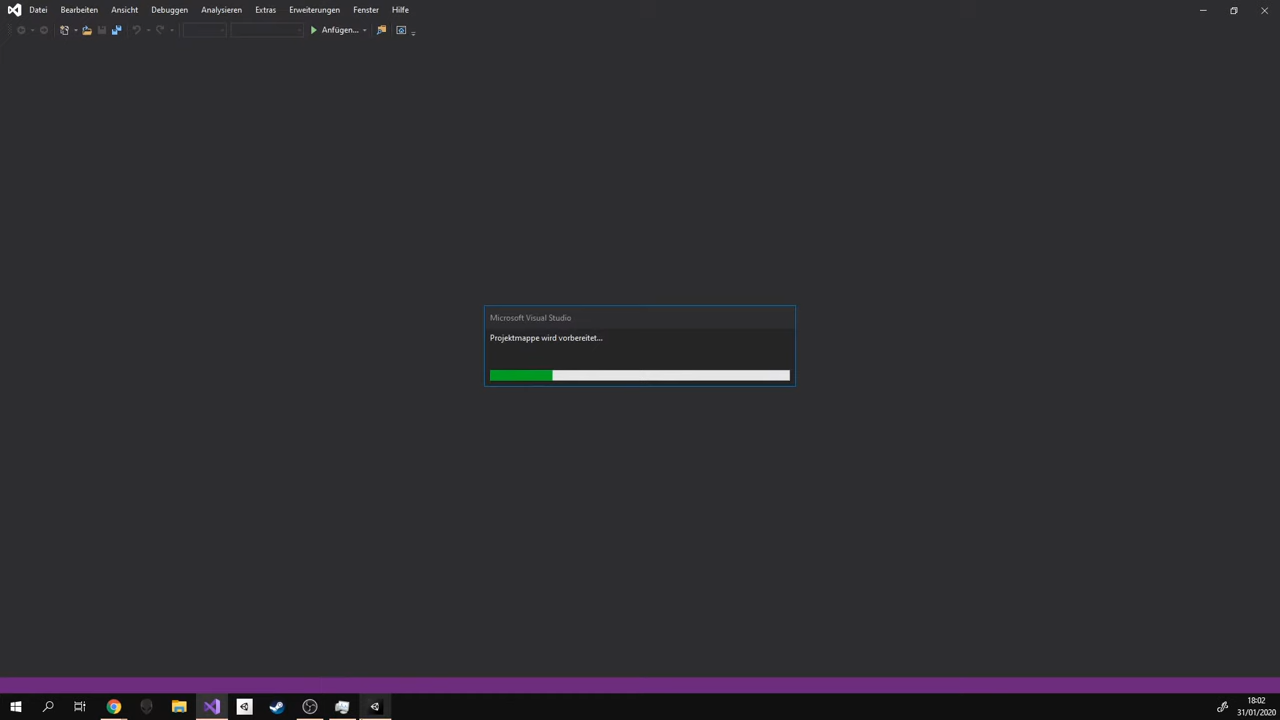 Datei Bearbeiten Ansicht Debuggen Analysieren Extras Erweiterungen Fenster Hilfe
Anfügen...
Microsoft Visual Studio
Projektmappe wird vorbereitet...
18:02
31/01/2020